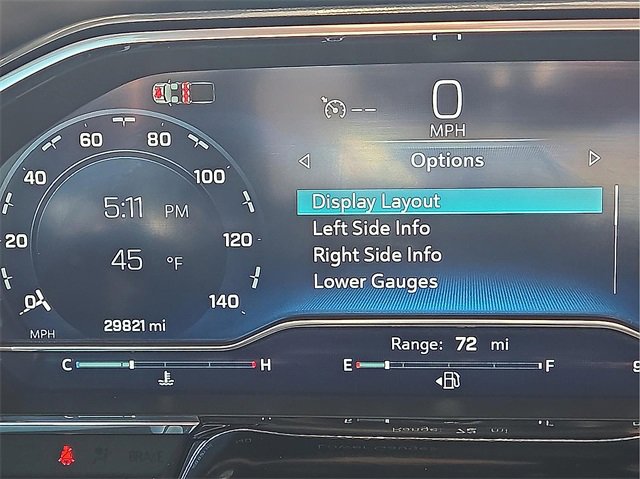 0
MPH
Options
Display Layout
Left Side Info
Right Side Info
Lower Gauges
0
20
40
60
80
100
120
140
5:11 PM
45 °F
29821 mi
MPH
Range: 72 mi
C H
E F
BRAKE